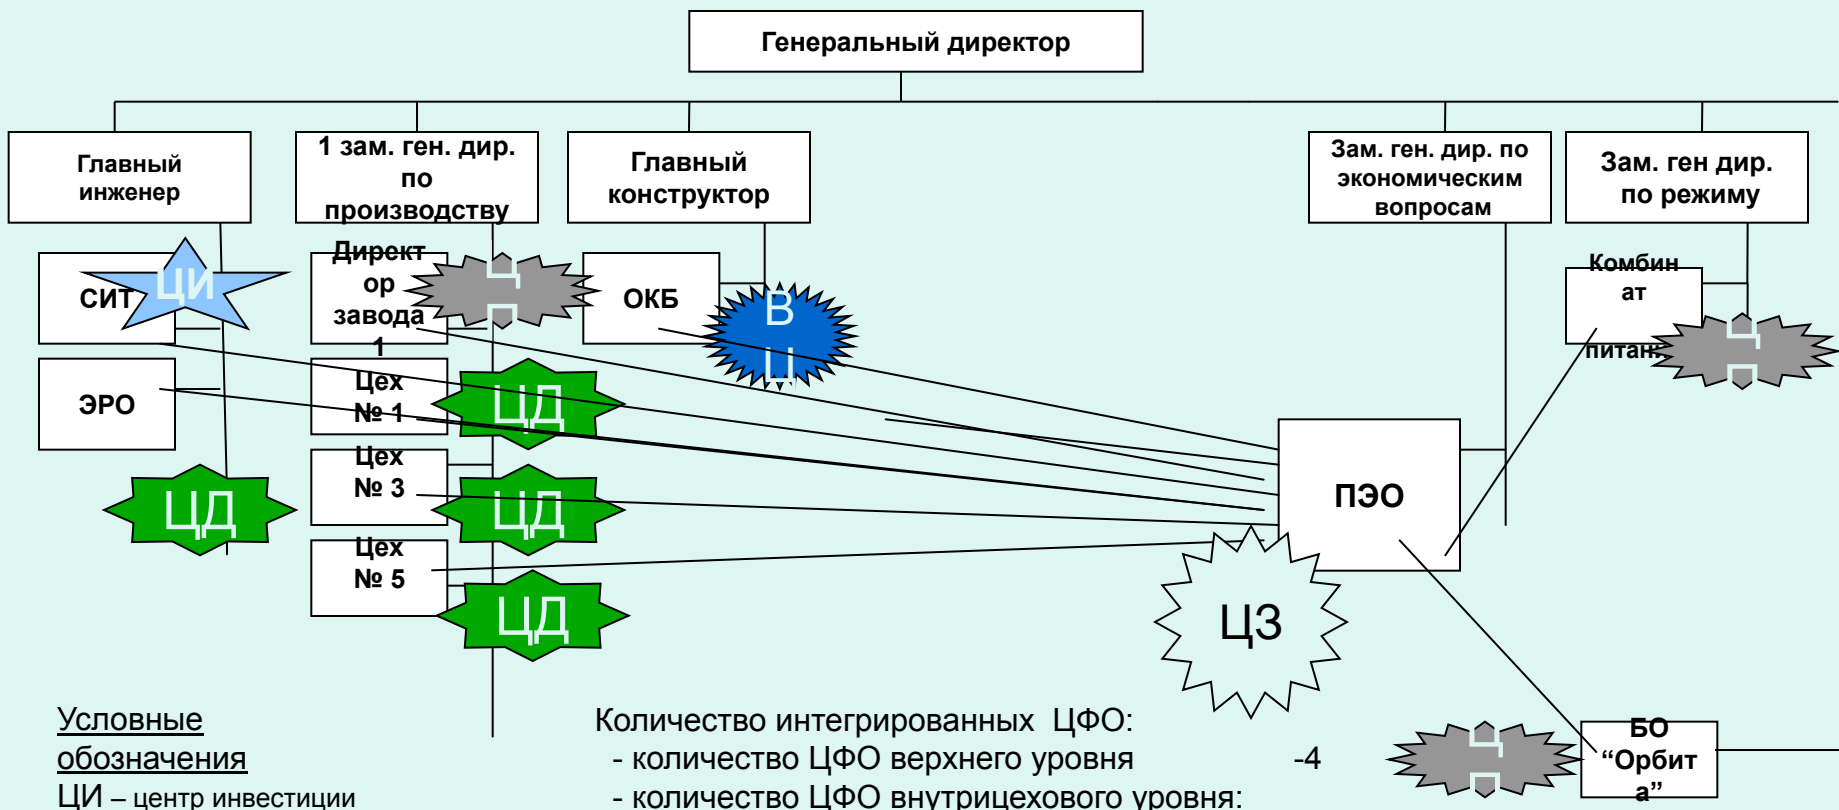 Генеральный директор
Главный
инженер
1 зам. ген. дир.
по
производству
Главный
конструктор
Зам. ген. дир. по
экономическим
вопросам
Зам. ген дир.
по режиму
СИТ
ЦИ
Директ
ор
завода
1
Ц
П
ОКБ
В
Ц
Комбин
ат
Ц
П
ЭРО
Цех
№ 1
ЦД
ЦД
Цех
№ 3
ЦД
Цех
№ 5
ЦД
ПЭО
ЦЗ
Условные
обозначения
ЦИ – центр инвестиции
Количество интегрированных ЦФО:
- количество ЦФО верхнего уровня -4
- количество ЦФО внутрицехового уровня:
Ц
П
БО
“Орбит
а”